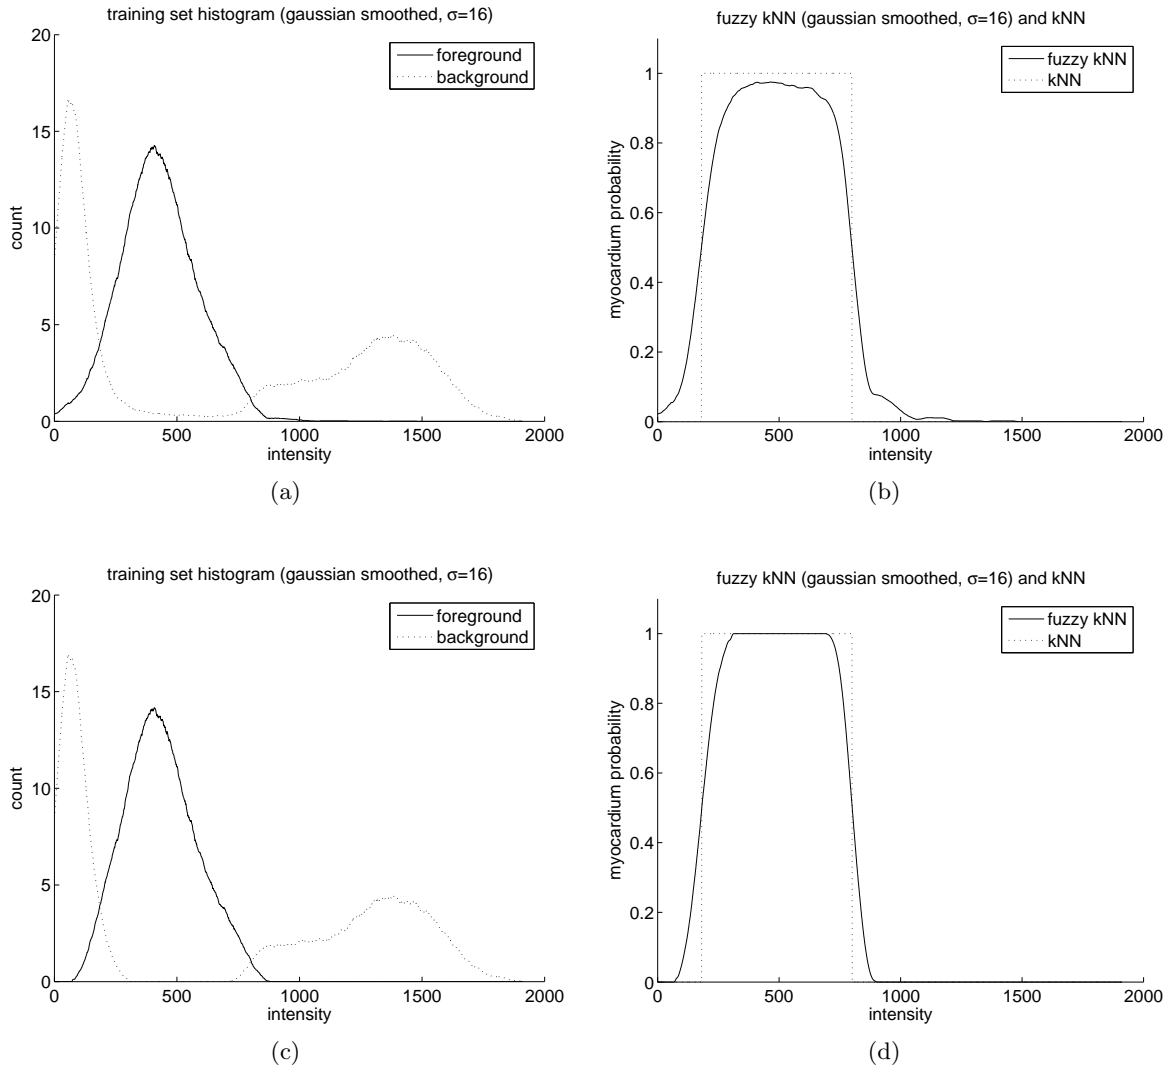 training set histogram (gaussian smoothed, σ=16)
20
15
10
5
0
count
foreground
background
0 500 1000 1500 2000
intensity
(a)
fuzzy kNN (gaussian smoothed, σ=16) and kNN
1
0.8
0.6
0.4
0.2
0
myocardium probability
fuzzy kNN
kNN
0 500 1000 1500 2000
intensity
(b)
training set histogram (gaussian smoothed, σ=16)
20
15
10
5
0
count
foreground
background
0 500 1000 1500 2000
intensity
(c)
fuzzy kNN (gaussian smoothed, σ=16) and kNN
1
0.8
0.6
0.4
0.2
0
myocardium probability
fuzzy kNN
kNN
0 500 1000 1500 2000
intensity
(d)